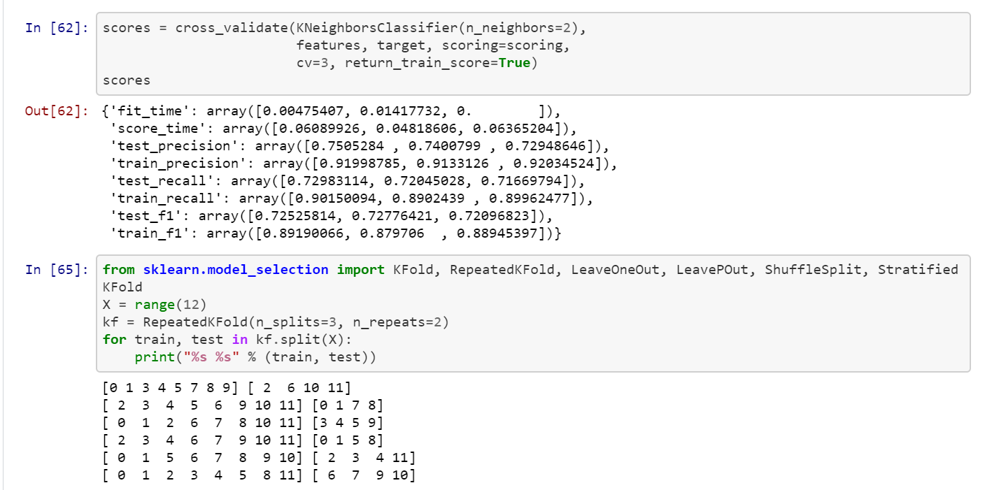 In [62]: scores = cross_validate(KNeighborsClassifier(n_neighbors=2),
                        features, target, scoring=scoring,
                        cv=3, return_train_score=True)
scores
Out[62]: {'fit_time': array([0.00475407, 0.01417732, 0.        ]),
 'score_time': array([0.06089926, 0.04818606, 0.06365204]),
 'test_precision': array([0.7505284 , 0.7400799 , 0.72948646]),
 'train_precision': array([0.91998785, 0.9133126 , 0.92034524]),
 'test_recall': array([0.72983114, 0.72045028, 0.71669794]),
 'train_recall': array([0.90150094, 0.8902439 , 0.89962477]),
 'test_f1': array([0.72525814, 0.72776421, 0.72096823]),
 'train_f1': array([0.89190066, 0.879706  , 0.88945397])}
In [65]: from sklearn.model_selection import KFold, RepeatedKFold, LeaveOneOut, LeavePOut, ShuffleSplit, Stratified
KFold
X = range(12)
kf = RepeatedKFold(n_splits=3, n_repeats=2)
for train, test in kf.split(X):
    print("%s %s" % (train, test))
[0 1 3 4 5 7 8 9] [ 2  6 10 11]
[ 2  3  4  5  6  9 10 11] [0 1 7 8]
[ 0  1  2  6  7  8 10 11] [3 4 5 9]
[ 2  3  4  6  7  9 10 11] [0 1 5 8]
[ 0  1  5  6  7  8  9 10] [ 2  3  4 11]
[ 0  1  2  3  4  5  8 11] [ 6  7  9 10]